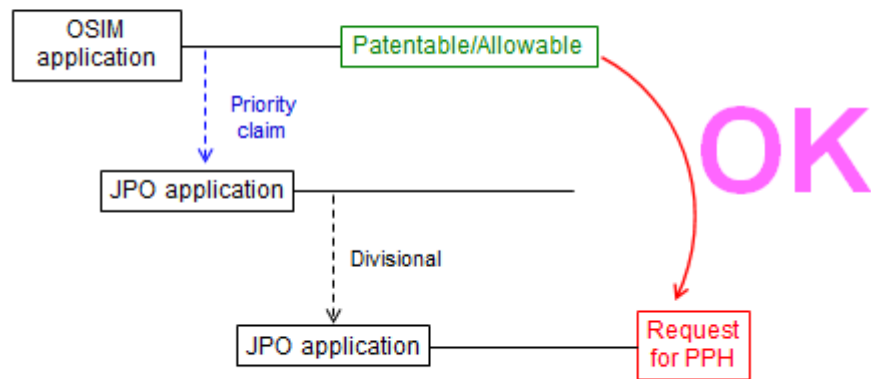 OSIM
application
Patentable/Allowable
Priority
claim
OK
JPO application
Divisional
JPO application
Request
for PPH